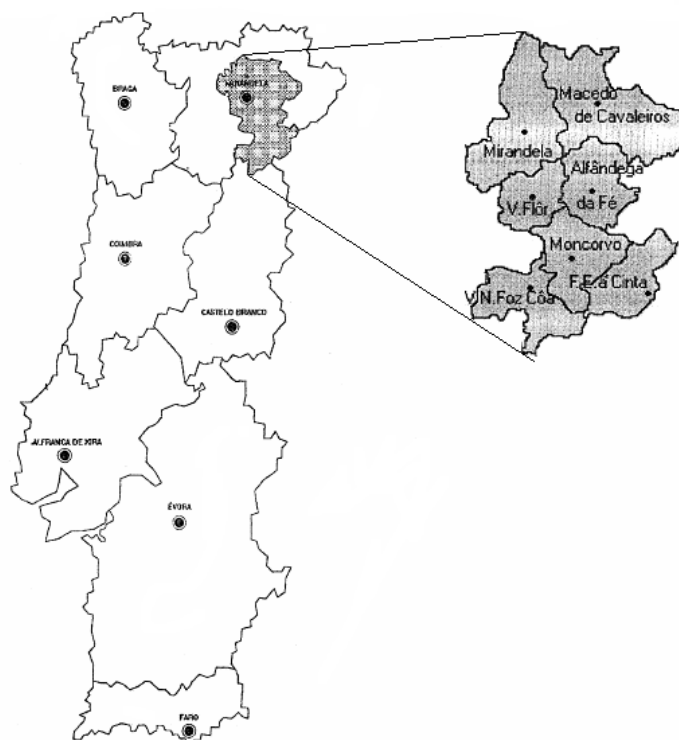 BRAGA
MIRANDELA
COIMBRA
CASTELO BRANCO
ALFRANCA DE XIRA
ÉVORA
FARO
Macedo
de Cavaleiros
Mirandela
Alfândega
da Fé
V.Flôr
Moncorvo
F.E.á Cinta
V.N.Foz Côa